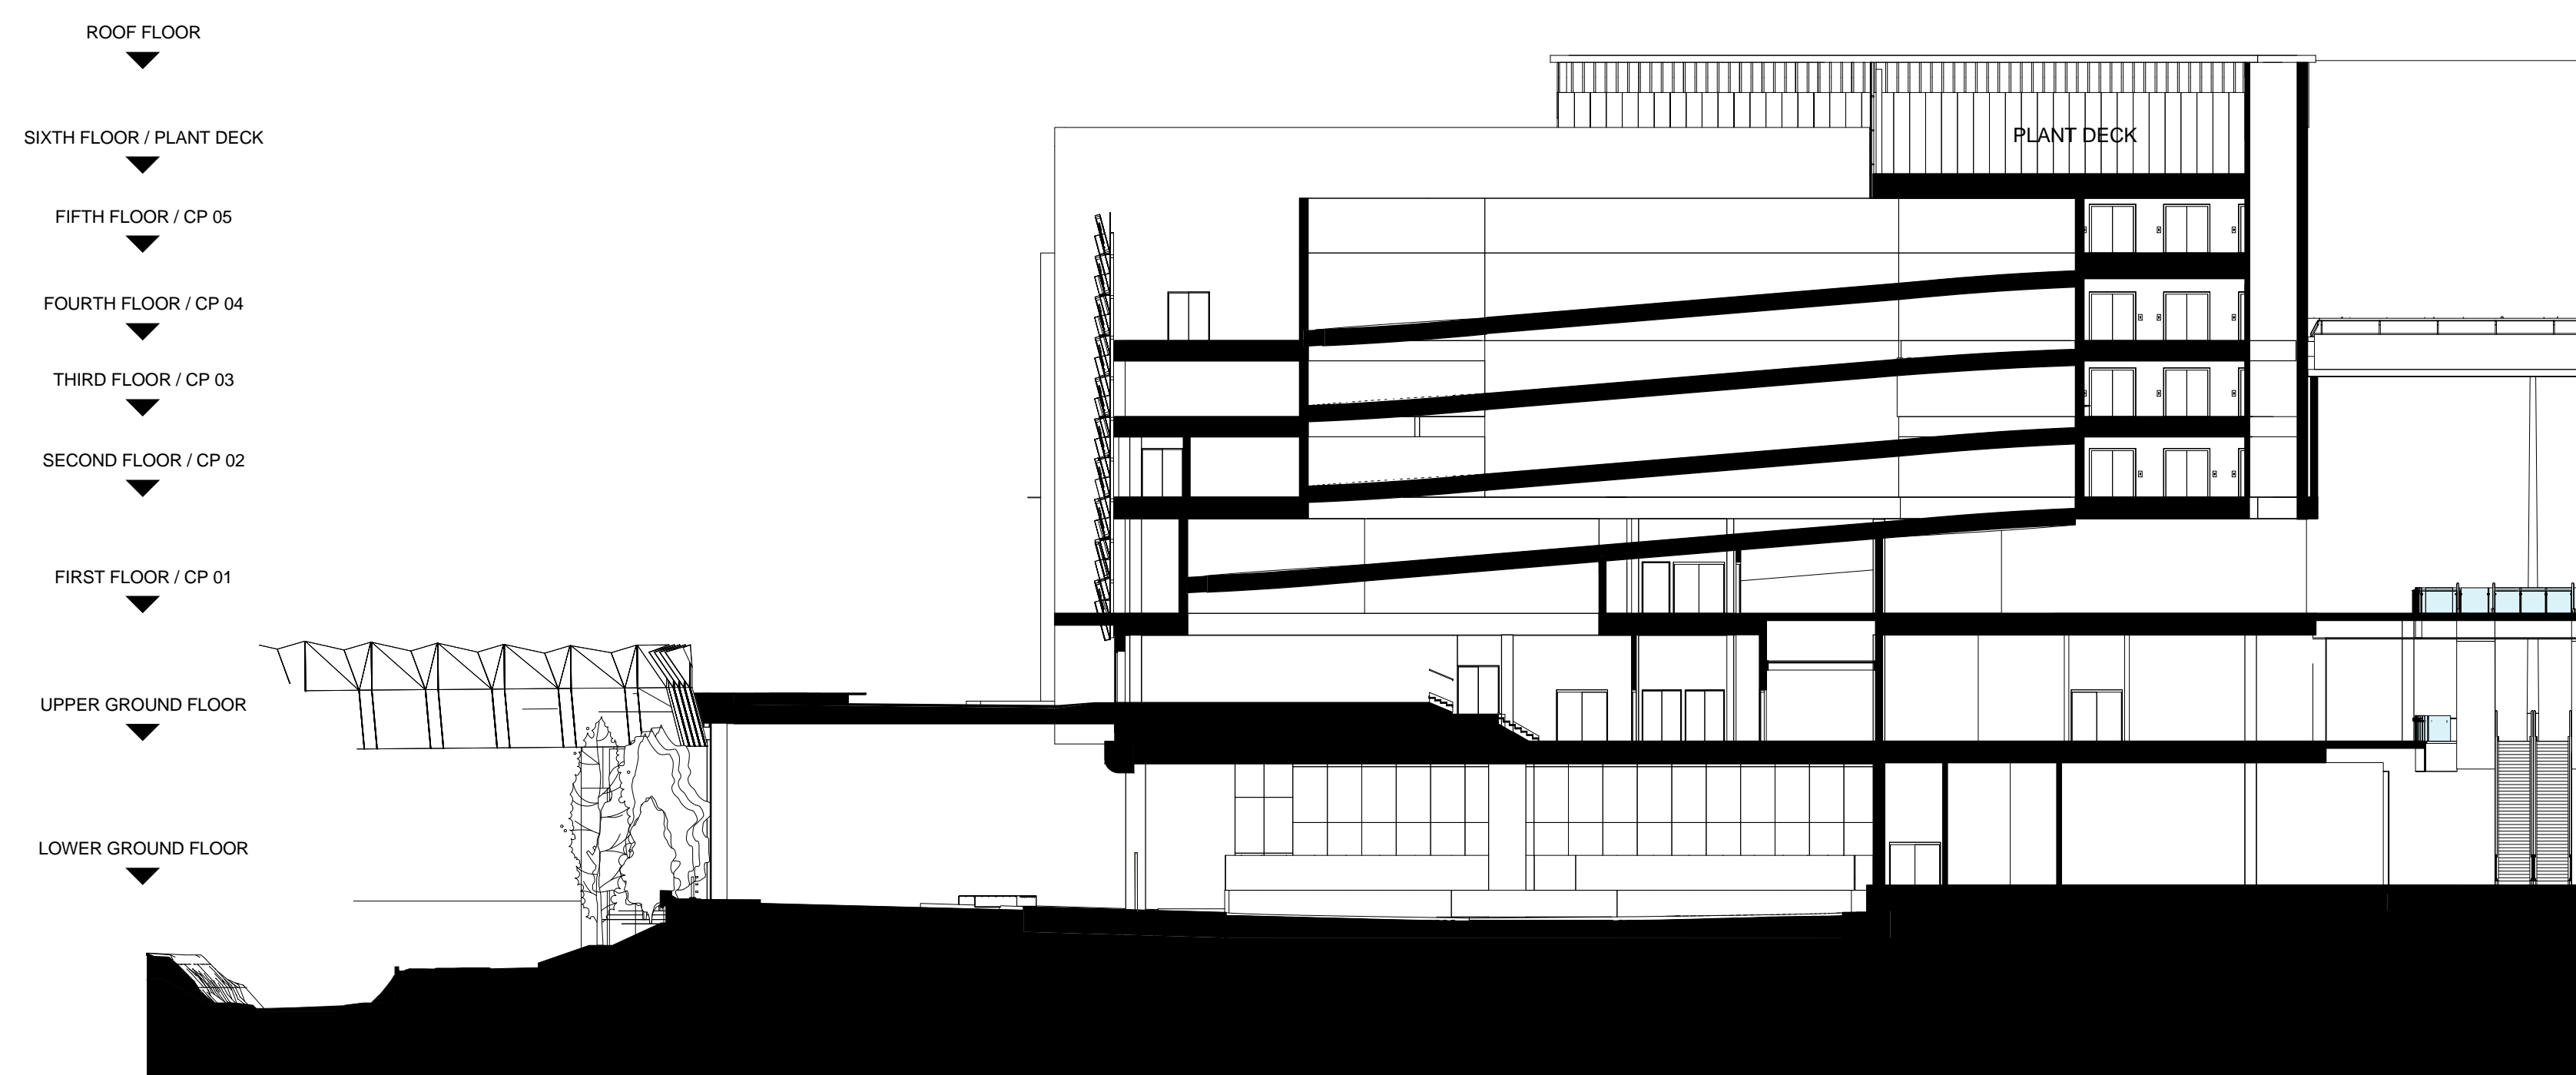 ROOF FLOOR
SIXTH FLOOR / PLANT DECK
PLANT DECK
FIFTH FLOOR / CP 05
FOURTH FLOOR / CP 04
THIRD FLOOR / CP 03
SECOND FLOOR / CP 02
FIRST FLOOR / CP 01
UPPER GROUND FLOOR
LOWER GROUND FLOOR